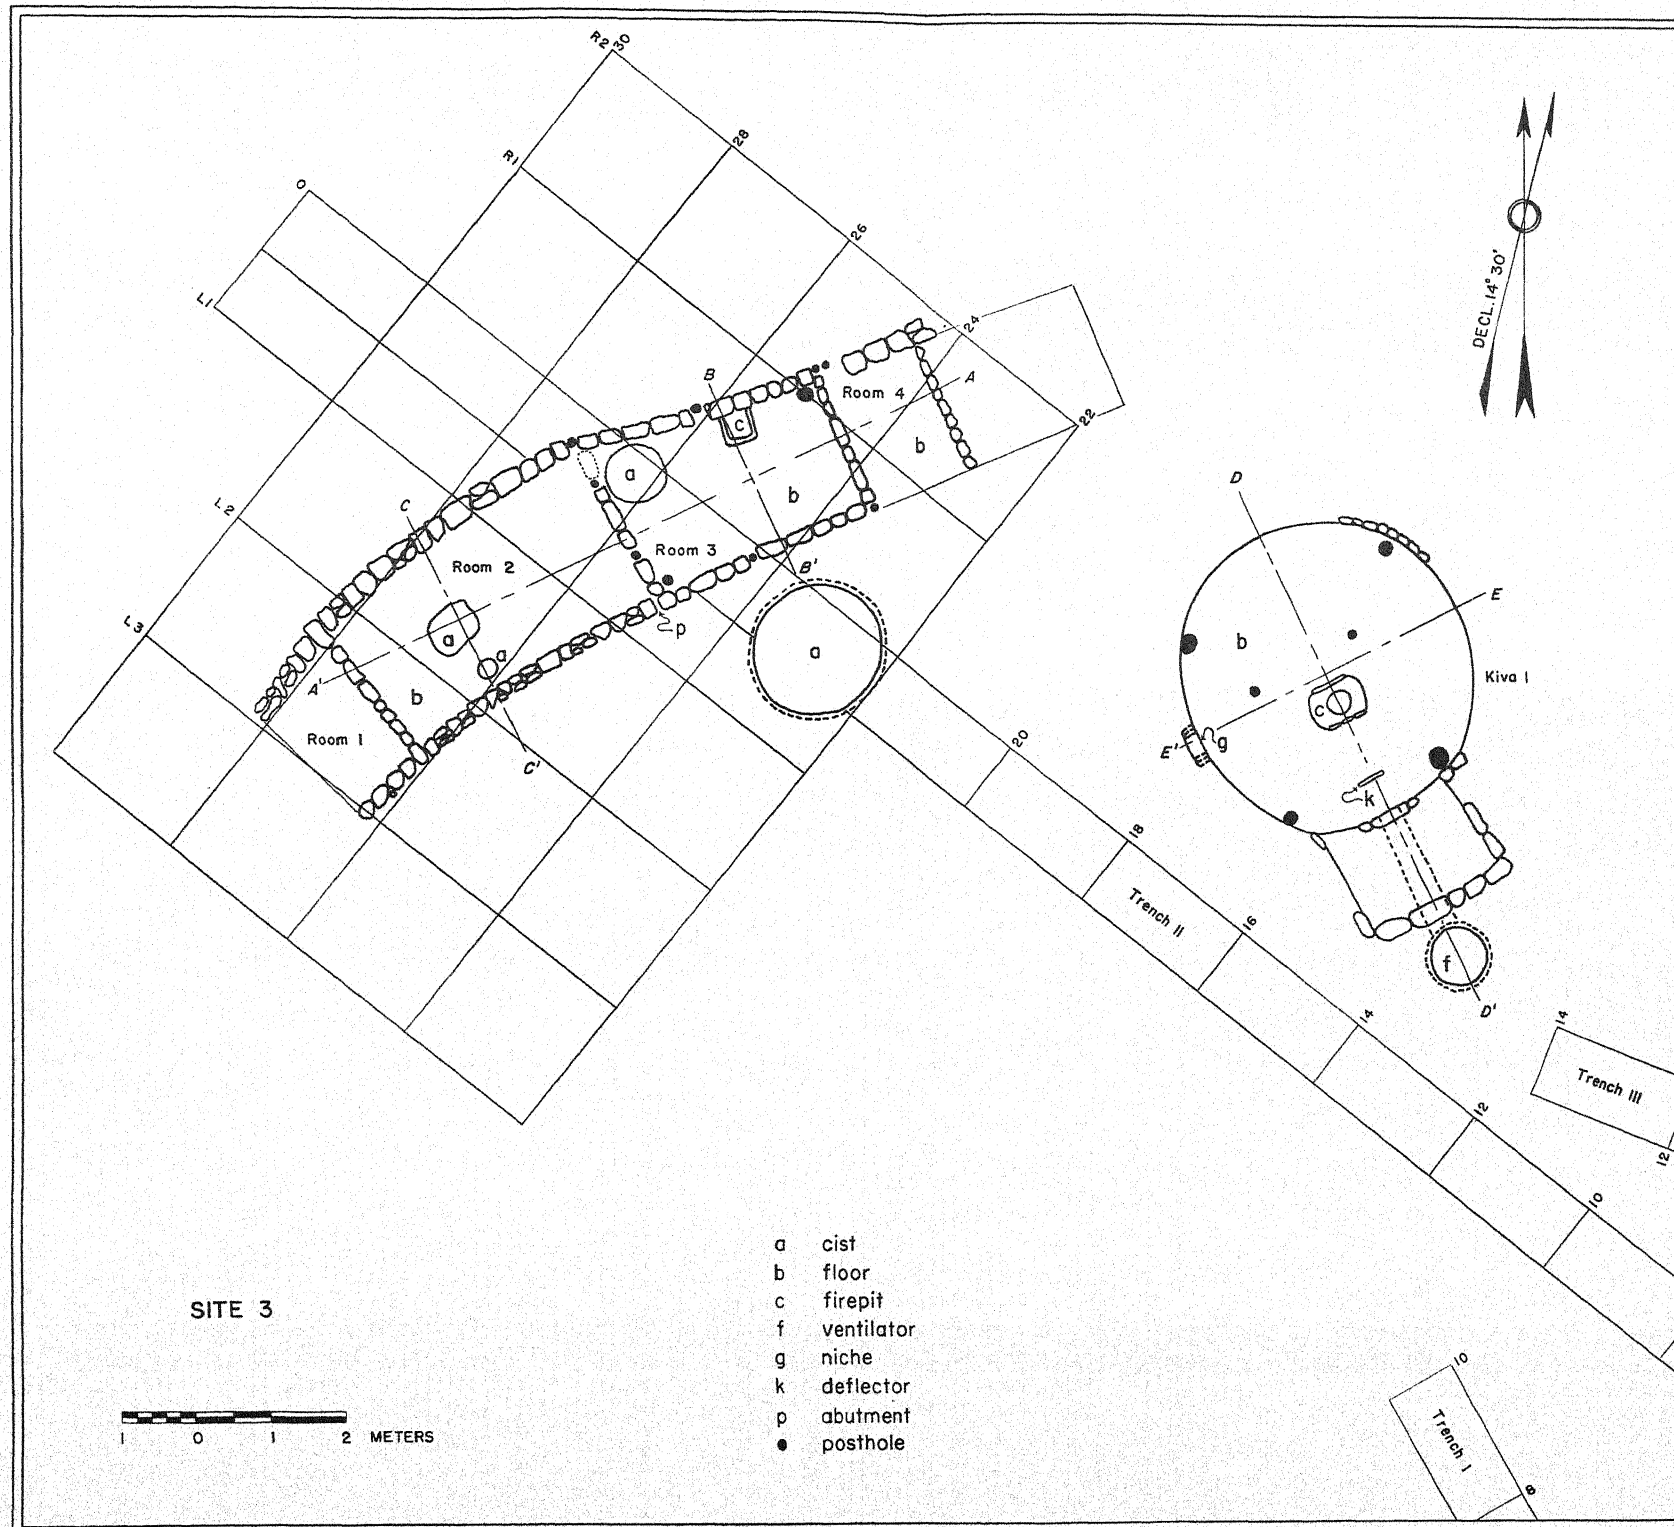 R2 30
28
R1
O
26
L1
DECL. 14° 30'
24
B
A
Room 4
c
22
b
a
D
C
L2
b
Room 3
Room 2
B'
E
L3
p
b
a
a
a
Kiva 1
c
A'
b
g
E'
Room 1
20
C'
k
18
Trench II
16
f
D'
14
14
Trench III
12
12
10
a cist
b floor
c firepit
f ventilator
g niche
k deflector
p abutment
posthole
SITE 3
1 0 1 2 METERS
10
Trench I
8